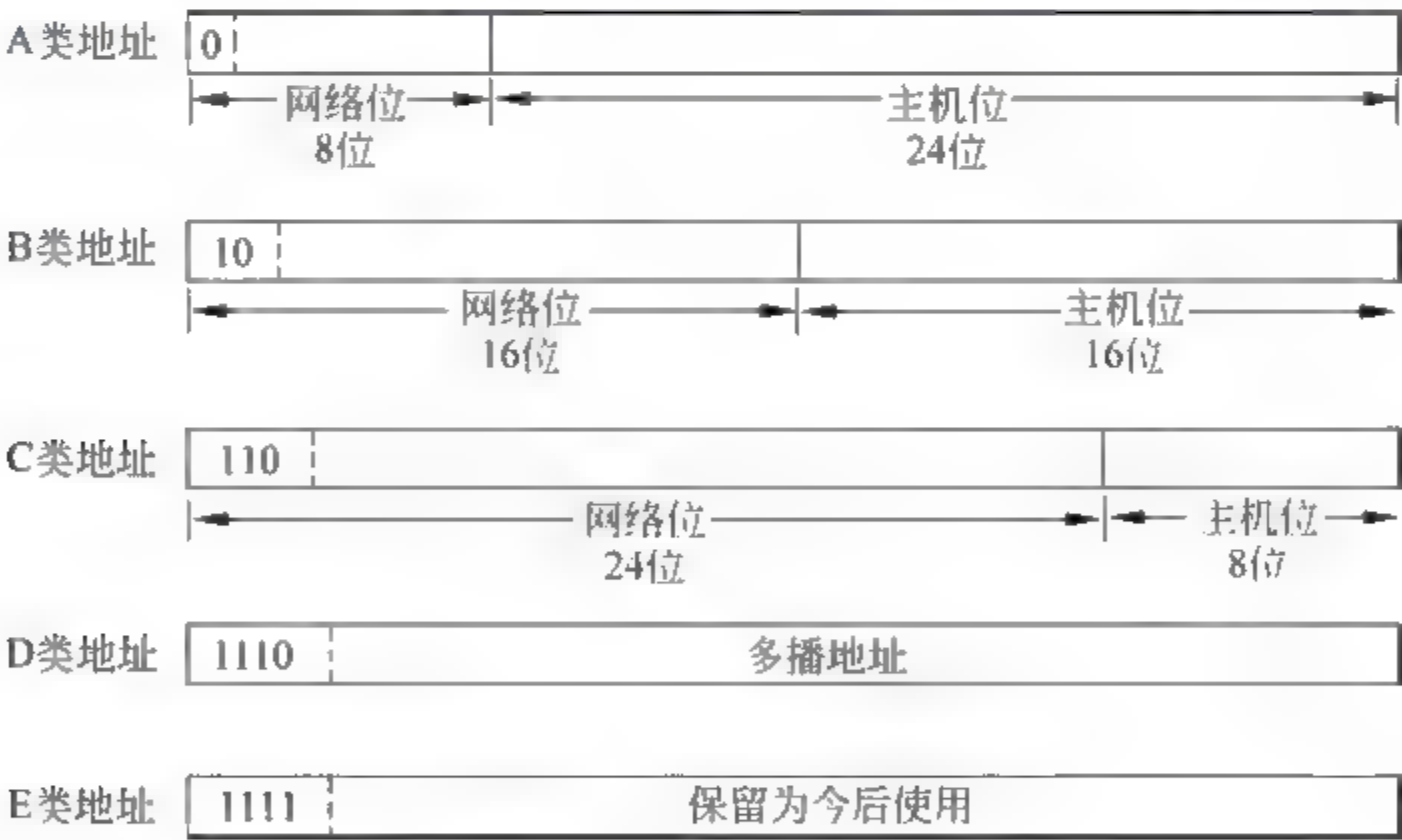 A类地址 0
网络位 主机位
8位 24位
B类地址 10
网络位 主机位
16位 16位
C类地址 110
网络位 主机位
24位 8位
D类地址 1110 多播地址
E类地址 1111 保留为今后使用